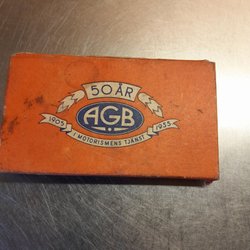 50 ÅR
1905 AGB 1955
I MOTORISMENS TJÄNST